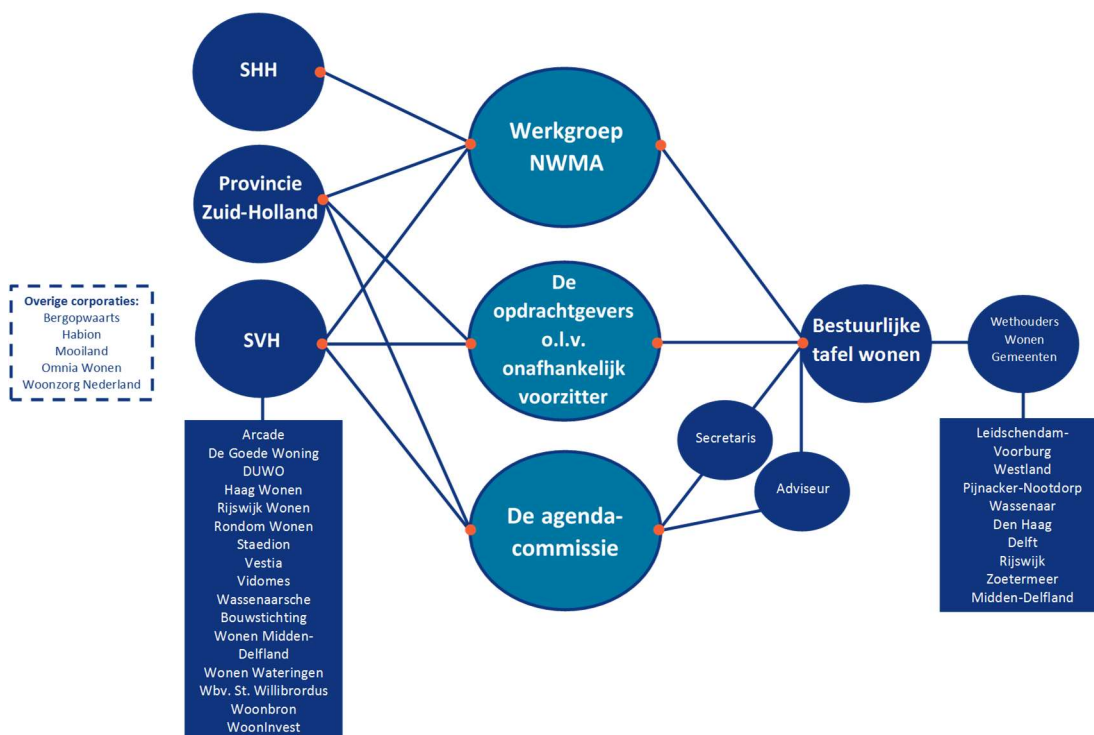 SHH
Provincie
Zuid-Holland
Overige corporaties:
Bergopwaarts
Habion
Mooiland
Omnia Wonen
Woonzorg Nederland
SVH
Arcade
De Goede Woning
DUWO
Haag Wonen
Rijswijk Wonen
Rondom Wonen
Staedion
Vestia
Vidomes
Wassenaarsche
Bouwstichting
Wonen Midden-
Delfland
Wonen Wateringen
Wbv. St. Willibrordus
Woonbron
WoonInvest
Werkgroep
NWMA
De
opdrachtgevers
o.l.v.
onafhankelijk
voorzitter
De agenda-
commissie
Secretaris
Adviseur
Bestuurlijke
tafel wonen
Wethouders
Wonen
Gemeenten
Leidschendam-
Voorburg
Westland
Pijnacker-Nootdorp
Wassenaar
Den Haag
Delft
Rijswijk
Zoetermeer
Midden-Delfland